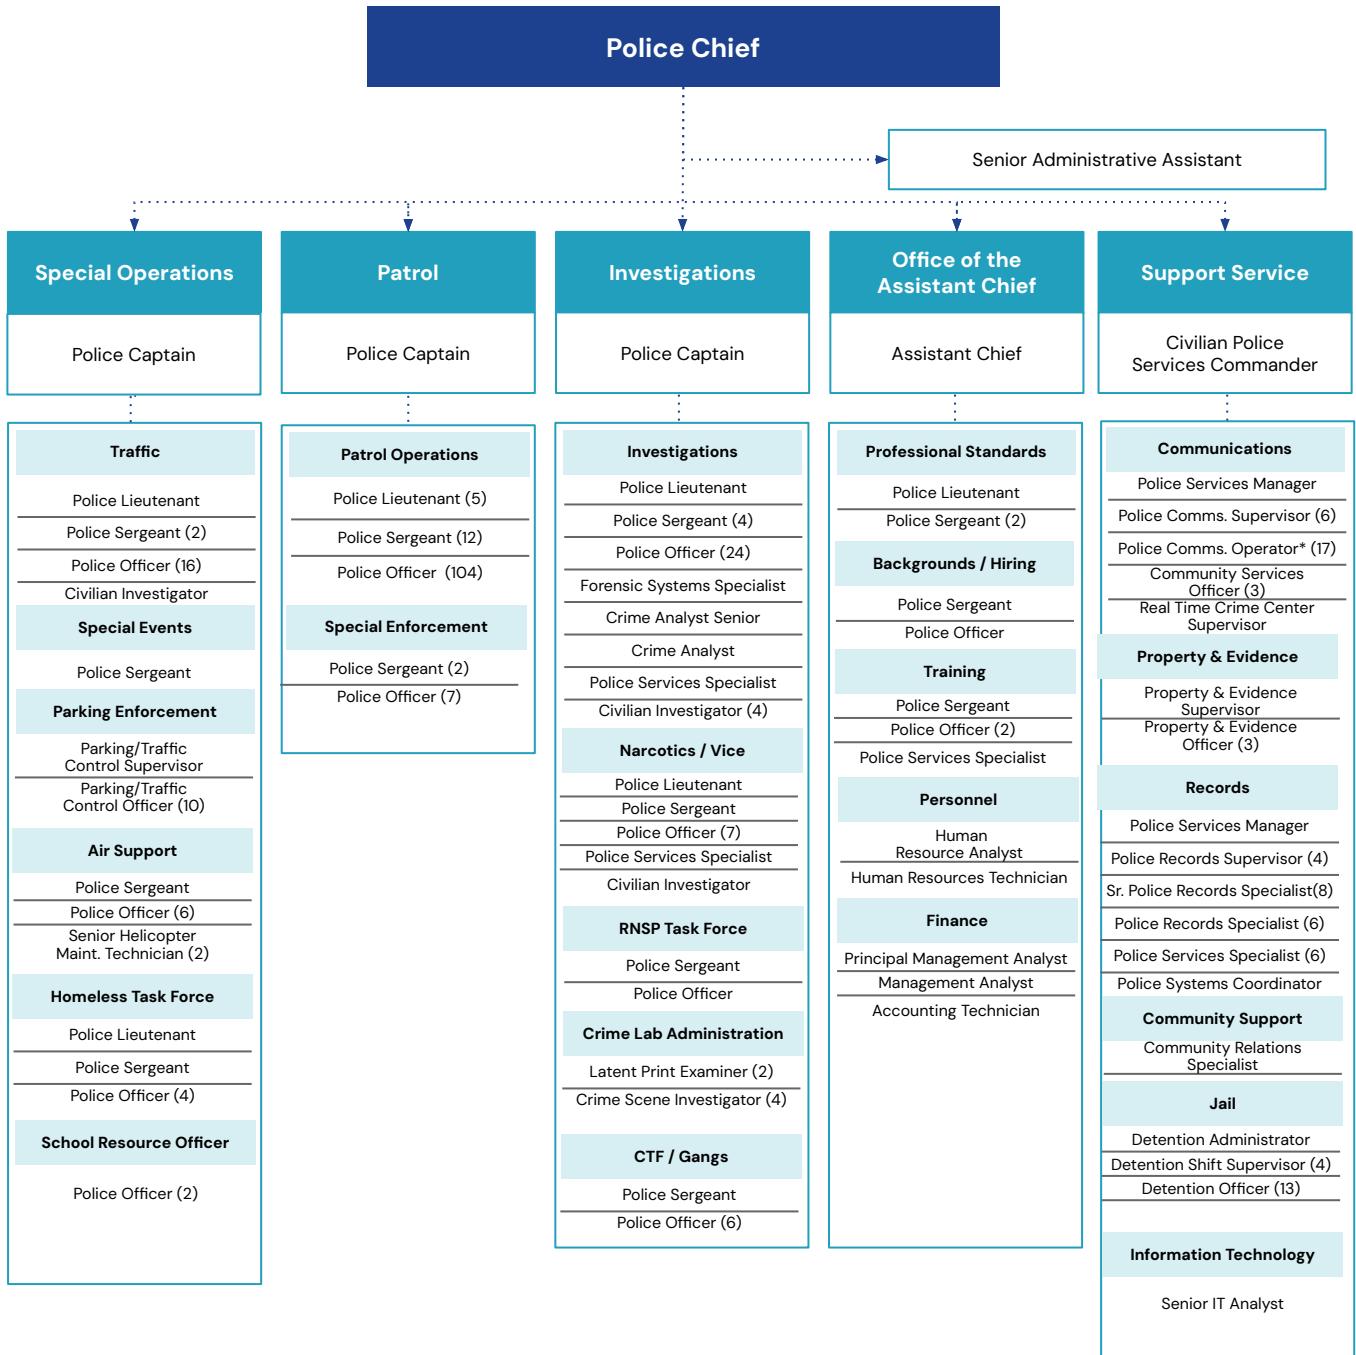 Police Chief
Senior Administrative Assistant
Special Operations
Police Captain
Traffic
Police Lieutenant
Police Sergeant (2)
Police Officer (16)
Civilian Investigator
Special Events
Police Sergeant
Parking Enforcement
Parking/Traffic
Control Supervisor
Parking/Traffic
Control Officer (10)
Air Support
Police Sergeant
Police Officer (6)
Senior Helicopter
Maint. Technician (2)
Homeless Task Force
Police Lieutenant
Police Sergeant
Police Officer (4)
School Resource Officer
Police Officer (2)
Patrol
Police Captain
Patrol Operations
Police Lieutenant (5)
Police Sergeant (12)
Police Officer (104)
Special Enforcement
Police Sergeant (2)
Police Officer (7)
Investigations
Police Captain
Investigations
Police Lieutenant
Police Sergeant (4)
Police Officer (24)
Forensic Systems Specialist
Crime Analyst Senior
Crime Analyst
Police Services Specialist
Civilian Investigator (4)
Narcotics / Vice
Police Lieutenant
Police Sergeant
Police Officer (7)
Police Services Specialist
Civilian Investigator
RNSP Task Force
Police Sergeant
Police Officer
Crime Lab Administration
Latent Print Examiner (2)
Crime Scene Investigator (4)
CTF / Gangs
Police Sergeant
Police Officer (6)
Office of the
Assistant Chief
Assistant Chief
Professional Standards
Police Lieutenant
Police Sergeant (2)
Backgrounds / Hiring
Police Sergeant
Police Officer
Training
Police Sergeant
Police Officer (2)
Police Services Specialist
Personnel
Human
Resource Analyst
Human Resources Technician
Finance
Principal Management Analyst
Management Analyst
Accounting Technician
Support Service
Civilian Police
Services Commander
Communications
Police Services Manager
Police Comms. Supervisor (6)
Police Comms. Operator* (17)
Community Services
Officer (3)
Real Time Crime Center
Supervisor
Property & Evidence
Property & Evidence
Supervisor
Property & Evidence
Officer (3)
Records
Police Services Manager
Police Records Supervisor (4)
Sr. Police Records Specialist(8)
Police Records Specialist (6)
Police Services Specialist (6)
Police Systems Coordinator
Community Support
Community Relations
Specialist
Jail
Detention Administrator
Detention Shift Supervisor (4)
Detention Officer (13)
Information Technology
Senior IT Analyst